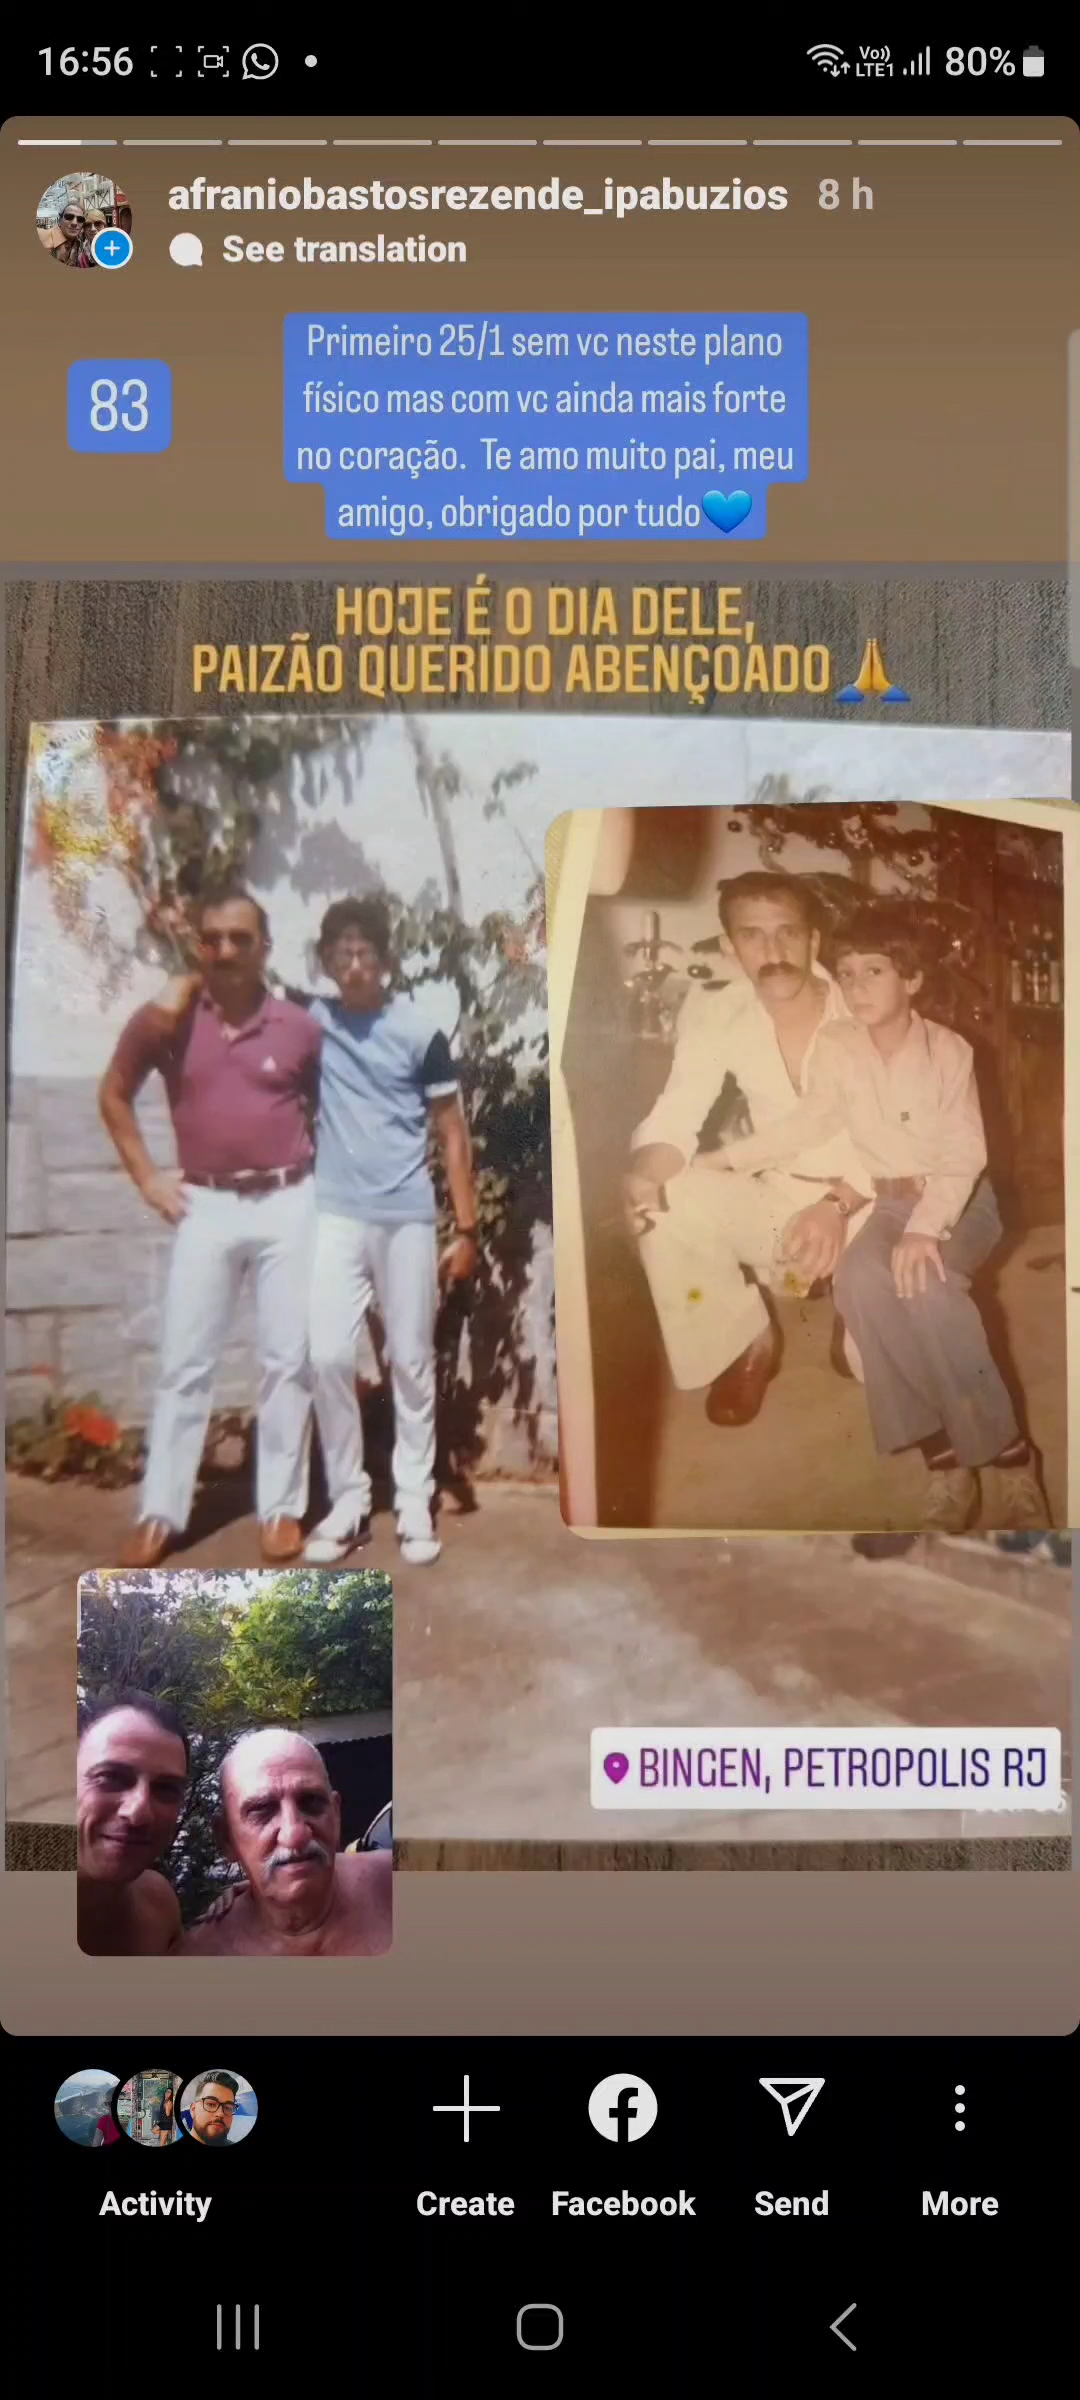 16:56
Vo))
LTE1
80%
afraniobastosrezende_ipabuzios 8 h
See translation
83
Primeiro 25/1 sem vc neste plano
físico mas com vc ainda mais forte
no coração. Te amo muito pai, meu
amigo, obrigado por tudo💙
HOJE É O DIA DELE,
PAIZÃO QUERIDO ABENÇOADO🙏
BINGEN, PETROPOLIS RJ
Activity
Create
Facebook
Send
More